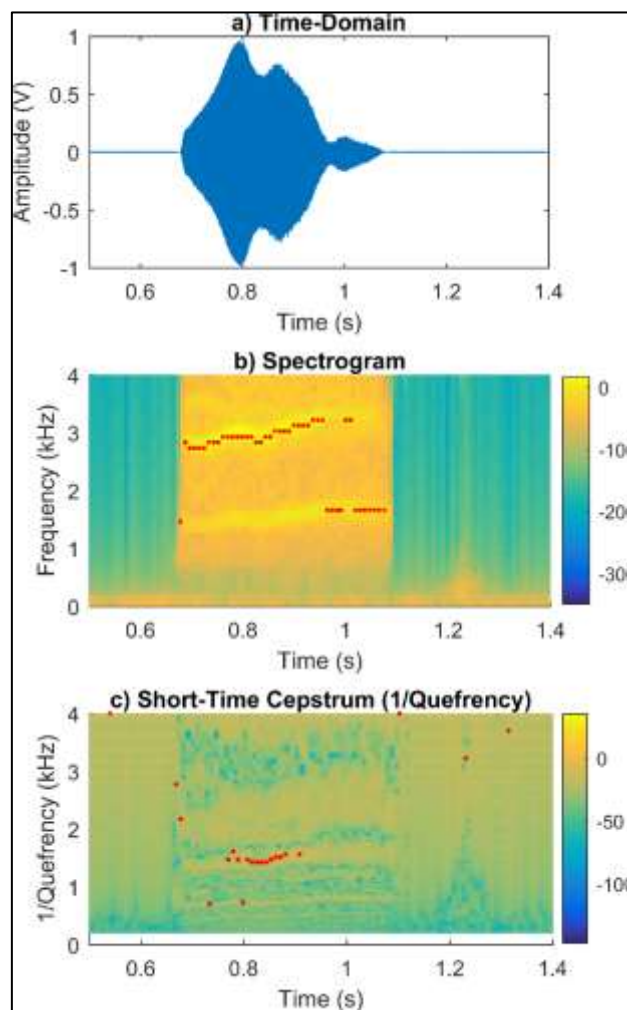 a) Time-Domain
1
0.5
0
-0.5
-1
Amplitude (V)
0.6 0.8 1 1.2 1.4
Time (s)
b) Spectrogram
4
3
2
1
0
Frequency (kHz)
0.6 0.8 1 1.2 1.4
Time (s)
0
-100
-200
-300
c) Short-Time Cepstrum (1/Quefrency)
4
3
2
1
0
1/Quefrency (kHz)
0.6 0.8 1 1.2 1.4
Time (s)
0
-50
-100